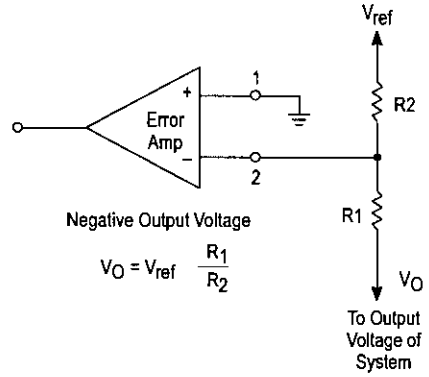 Vref
1
+
R2
Error
Amp
−
2
R1
Negative Output Voltage
VO = Vref R1/R2
VO
To Output
Voltage of
System